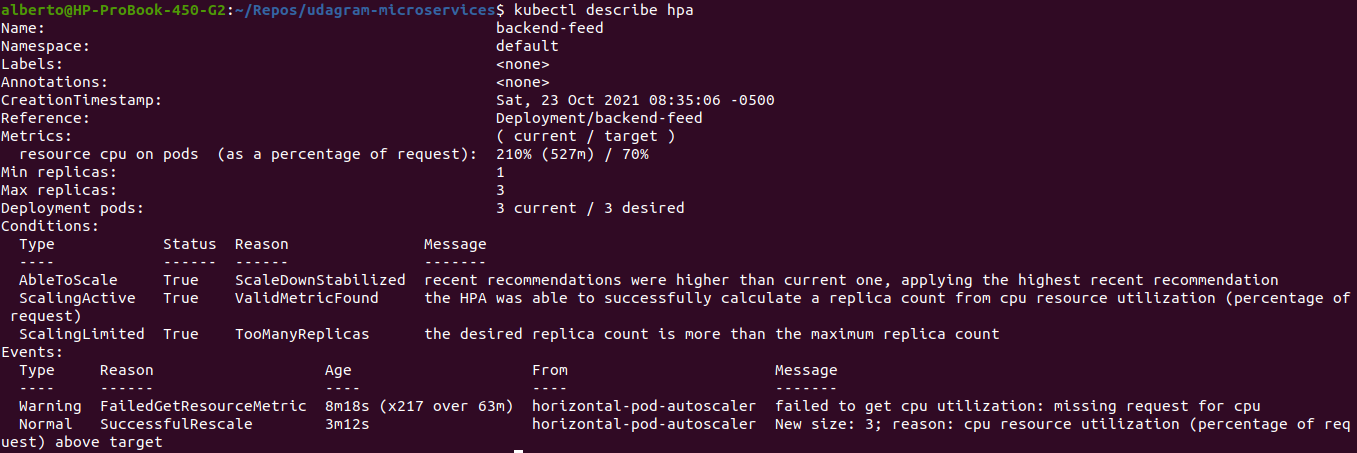 alberto@HP-ProBook-450-G2:~/Repos/udagram-microservices$ kubectl describe hpa
Name:                                                  backend-feed
Namespace:                                             default
Labels:                                                <none>
Annotations:                                           <none>
CreationTimestamp:                                     Sat, 23 Oct 2021 08:35:06 -0500
Reference:                                             Deployment/backend-feed
Metrics:                                               ( current / target )
  resource cpu on pods  (as a percentage of request):  210% (527m) / 70%
Min replicas:                                          1
Max replicas:                                          3
Deployment pods:                                       3 current / 3 desired
Conditions:
  Type            Status  Reason               Message
  ----            ------  ------               -------
  AbleToScale     True    ScaleDownStabilized  recent recommendations were higher than current one, applying the highest recent recommendation
  ScalingActive   True    ValidMetricFound     the HPA was able to successfully calculate a replica count from cpu resource utilization (percentage of
 request)
  ScalingLimited  True    TooManyReplicas      the desired replica count is more than the maximum replica count
Events:
  Type     Reason                   Age                   From                       Message
  ----     ------                   ----                  ----                       -------
  Warning  FailedGetResourceMetric  8m18s (x217 over 63m)  horizontal-pod-autoscaler  failed to get cpu utilization: missing request for cpu
  Normal   SuccessfulRescale        3m12s                  horizontal-pod-autoscaler  New size: 3; reason: cpu resource utilization (percentage of req
uest) above target